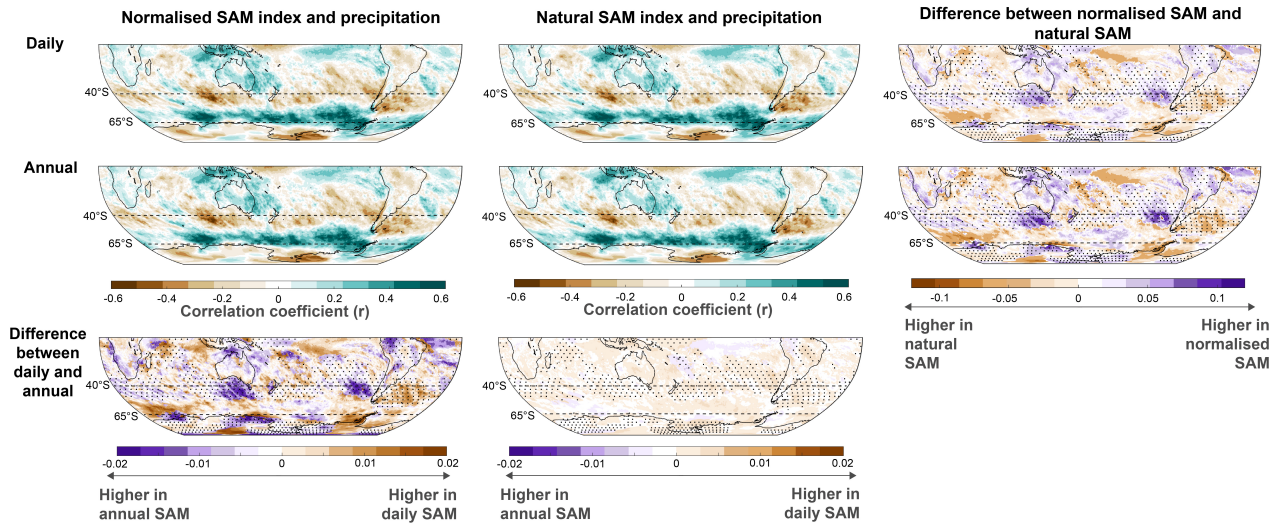 Normalised SAM index and precipitation
Natural SAM index and precipitation
Difference between normalised SAM and
natural SAM
Daily
40°S
65°S
40°S
65°S
40°S
65°S
Annual
40°S
65°S
40°S
65°S
-0.6 -0.4 -0.2 0 0.2 0.4 0.6
Correlation coefficient (r)
-0.6 -0.4 -0.2 0 0.2 0.4 0.6
Correlation coefficient (r)
-0.1 -0.05 0 0.05 0.1
Higher in
natural
SAM
Higher in
normalised
SAM
Difference
between
daily and
annual
40°S
65°S
40°S
65°S
-0.02 -0.01 0 0.01 0.02
Higher in
annual SAM
Higher in
daily SAM
-0.02 -0.01 0 0.01 0.02
Higher in
annual SAM
Higher in
daily SAM